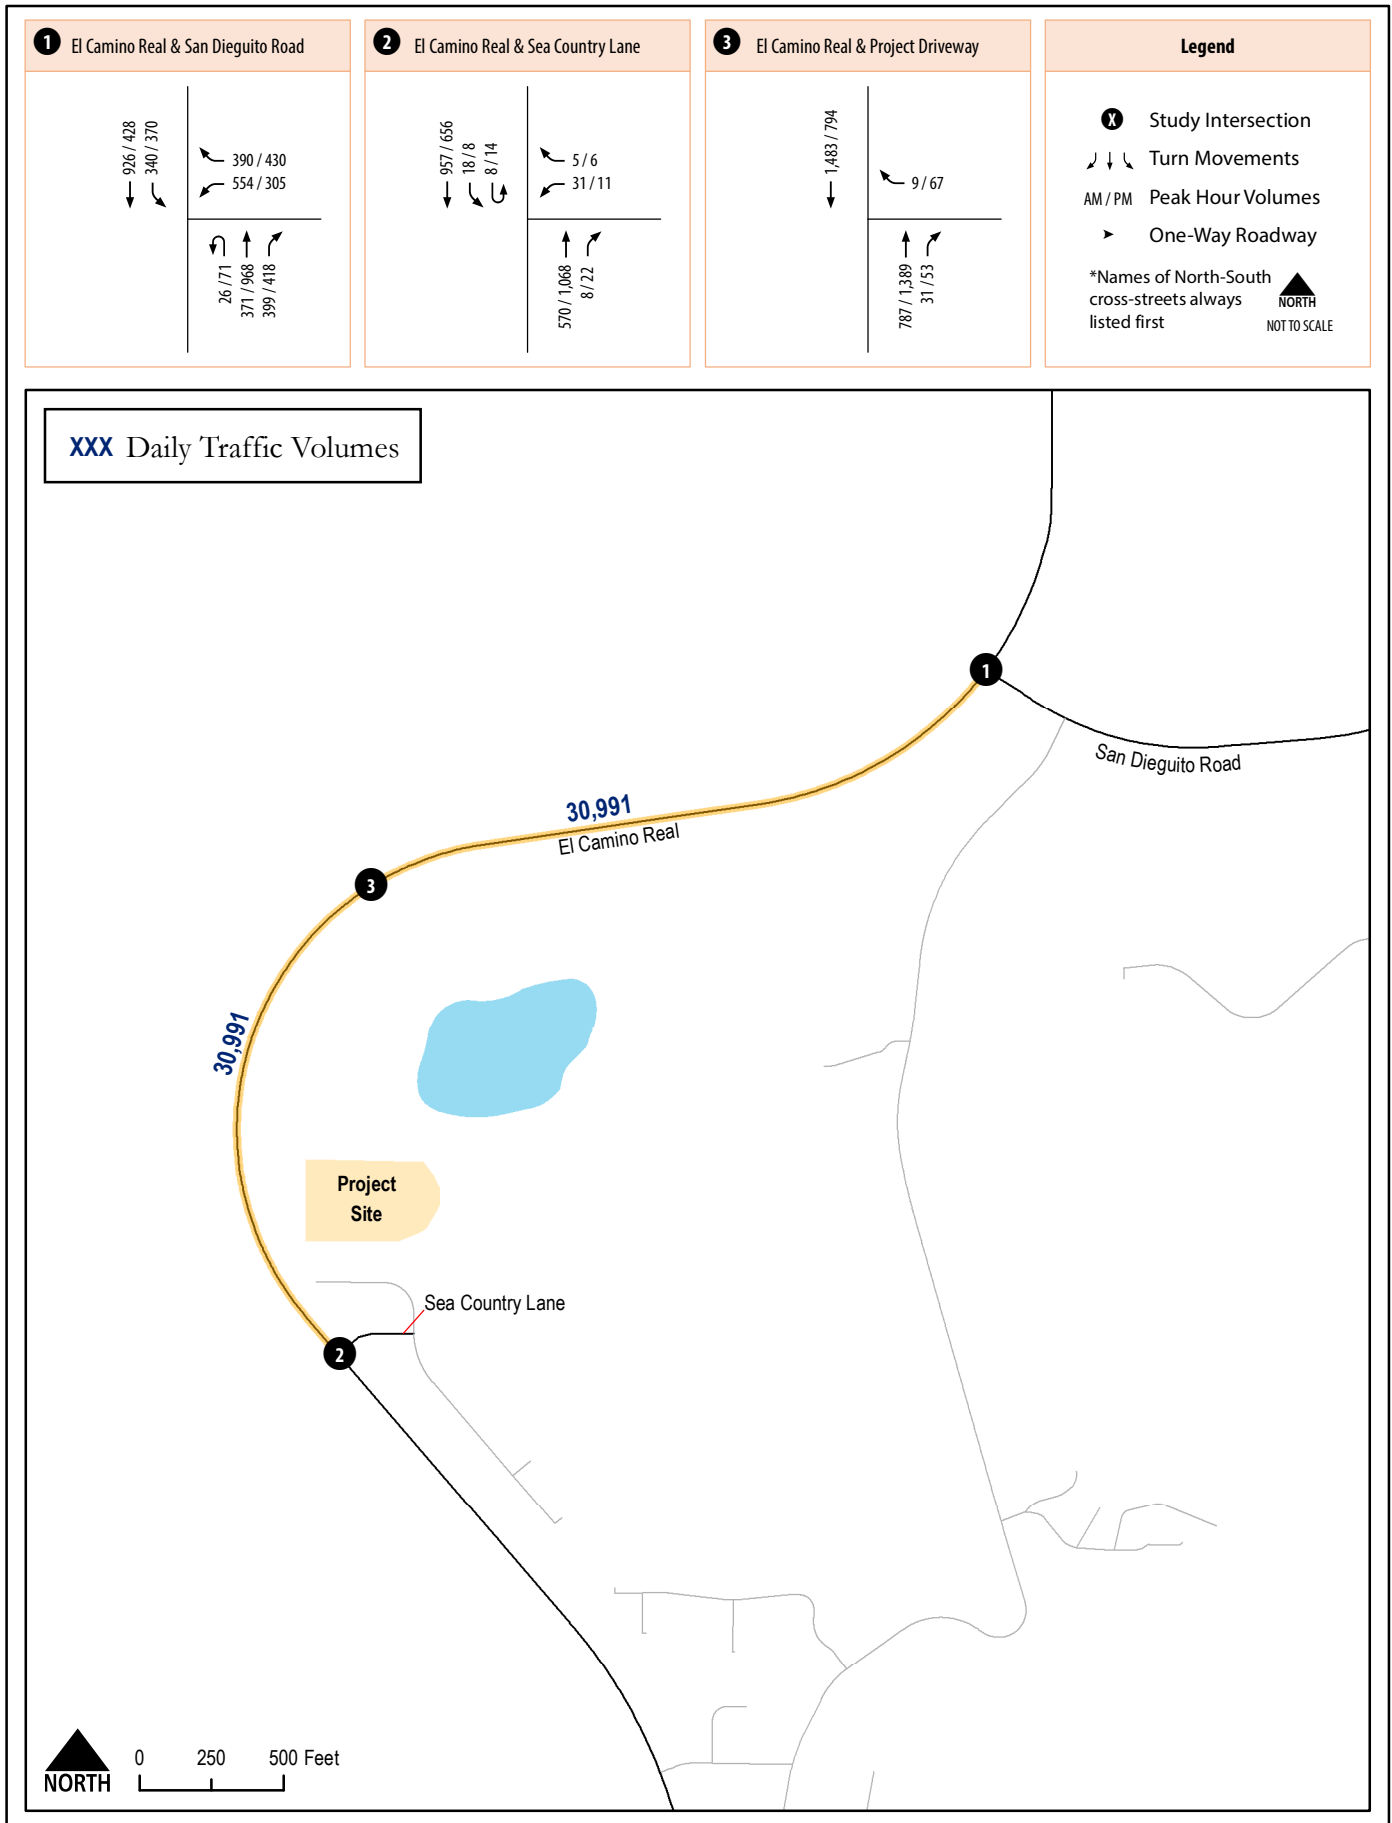 1 El Camino Real & San Dieguito Road
926 / 428
340 / 370
390 / 430
554 / 305
26 / 71
371 / 968
399 / 418
2 El Camino Real & Sea Country Lane
957 / 656
18 / 8
8 / 14
5 / 6
31 / 11
570 / 1,068
8 / 22
3 El Camino Real & Project Driveway
1,483 / 794
9 / 67
787 / 1,389
31 / 53
Legend
X Study Intersection
Turn Movements
AM / PM Peak Hour Volumes
One-Way Roadway
*Names of North-South
cross-streets always
listed first
NORTH
NOT TO SCALE
XXX Daily Traffic Volumes
1
San Dieguito Road
30,991
El Camino Real
3
30,991
Project
Site
Sea Country Lane
2
NORTH
0 250 500 Feet